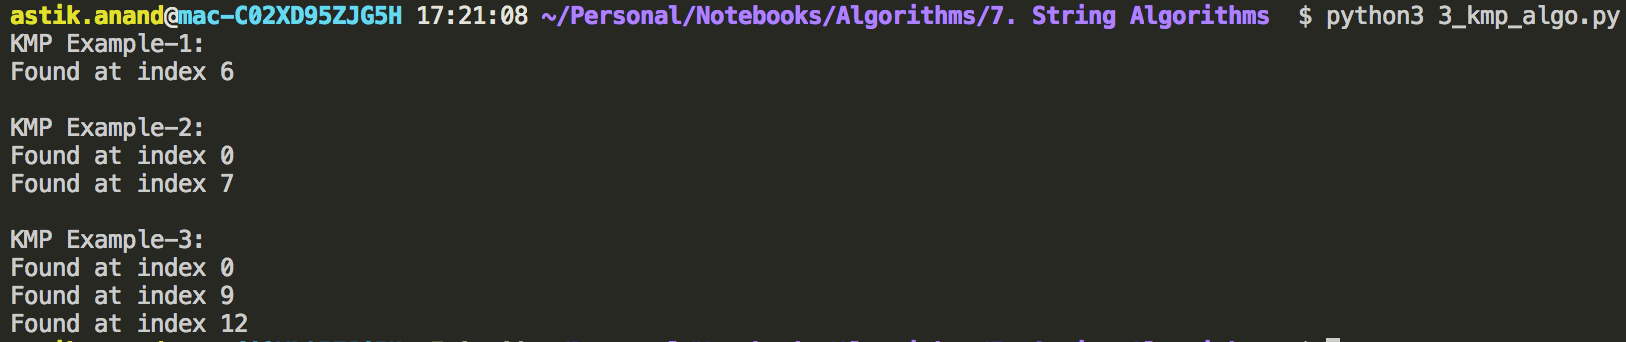 astik.anand@mac-C02XD95ZJG5H 17:21:08 ~/Personal/Notebooks/Algorithms/7. String Algorithms  $ python3 3_kmp_algo.py
KMP Example-1:
Found at index 6
KMP Example-2:
Found at index 0
Found at index 7
KMP Example-3:
Found at index 0
Found at index 9
Found at index 12